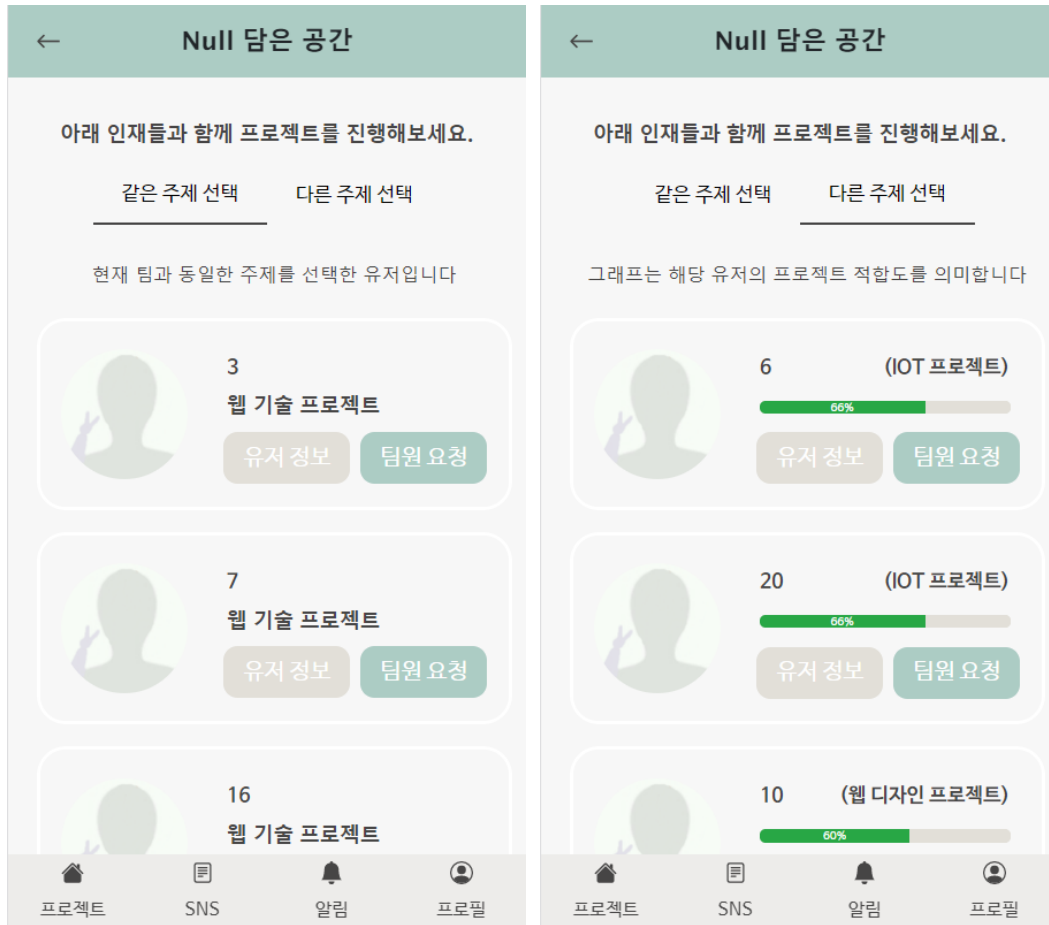 ← Null 담은 공간
아래 인재들과 함께 프로젝트를 진행해보세요.
같은 주제 선택 다른 주제 선택
현재 팀과 동일한 주제를 선택한 유저입니다
3
웹 기술 프로젝트
유저 정보 팀원 요청
7
웹 기술 프로젝트
유저 정보 팀원 요청
16
웹 기술 프로젝트
프로젝트 SNS 알림 프로필
← Null 담은 공간
아래 인재들과 함께 프로젝트를 진행해보세요.
같은 주제 선택 다른 주제 선택
그래프는 해당 유저의 프로젝트 적합도를 의미합니다
6 (IOT 프로젝트)
66%
유저 정보 팀원 요청
20 (IOT 프로젝트)
66%
유저 정보 팀원 요청
10 (웹 디자인 프로젝트)
60%
프로젝트 SNS 알림 프로필